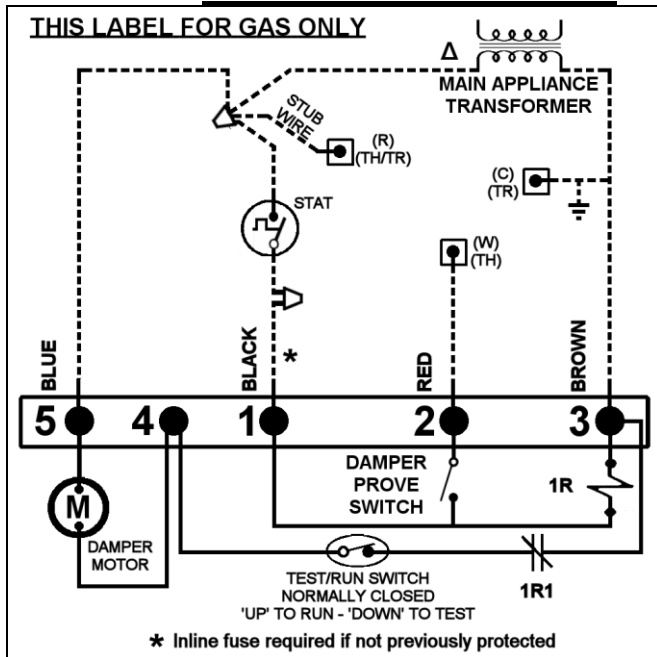 THIS LABEL FOR GAS ONLY
Δ
MAIN APPLIANCE
TRANSFORMER
STUB
WIRE
(R)
(TH/TR)
(C)
(TR)
STAT
(W)
(TH)
BLUE
BLACK
*
RED
BROWN
5
4
1
2
3
M
DAMPER
MOTOR
DAMPER
PROVE
SWITCH
1R
TEST/RUN SWITCH
NORMALLY CLOSED
'UP' TO RUN - 'DOWN' TO TEST
1R1
* Inline fuse required if not previously protected